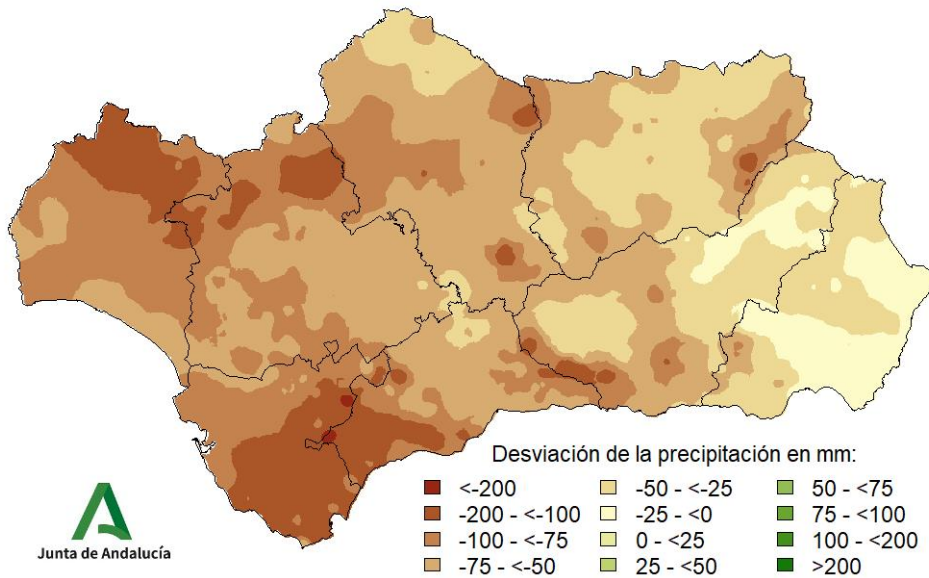 Desviación de la precipitación en mm:
<-200
-200 - <-100
-100 - <-75
-75 - <-50
-50 - <-25
-25 - <0
0 - <25
25 - <50
50 - <75
75 - <100
100 - <200
>200
Junta de Andalucía